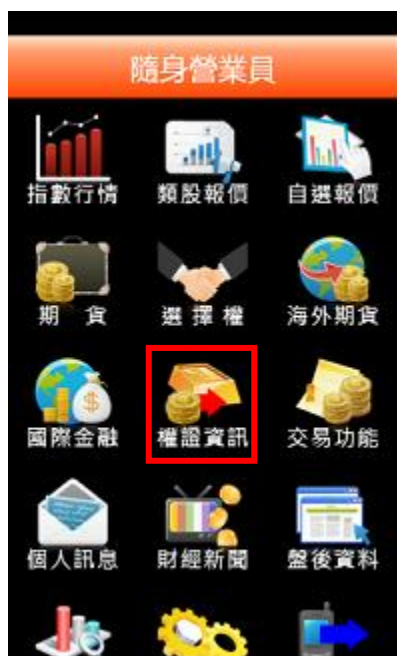 隨身營業員
指數行情 類股報價 自選報價
期 貨 選擇權 海外期貨
國際金融 權證資訊 交易功能
個人訊息 財經新聞 盤後資料